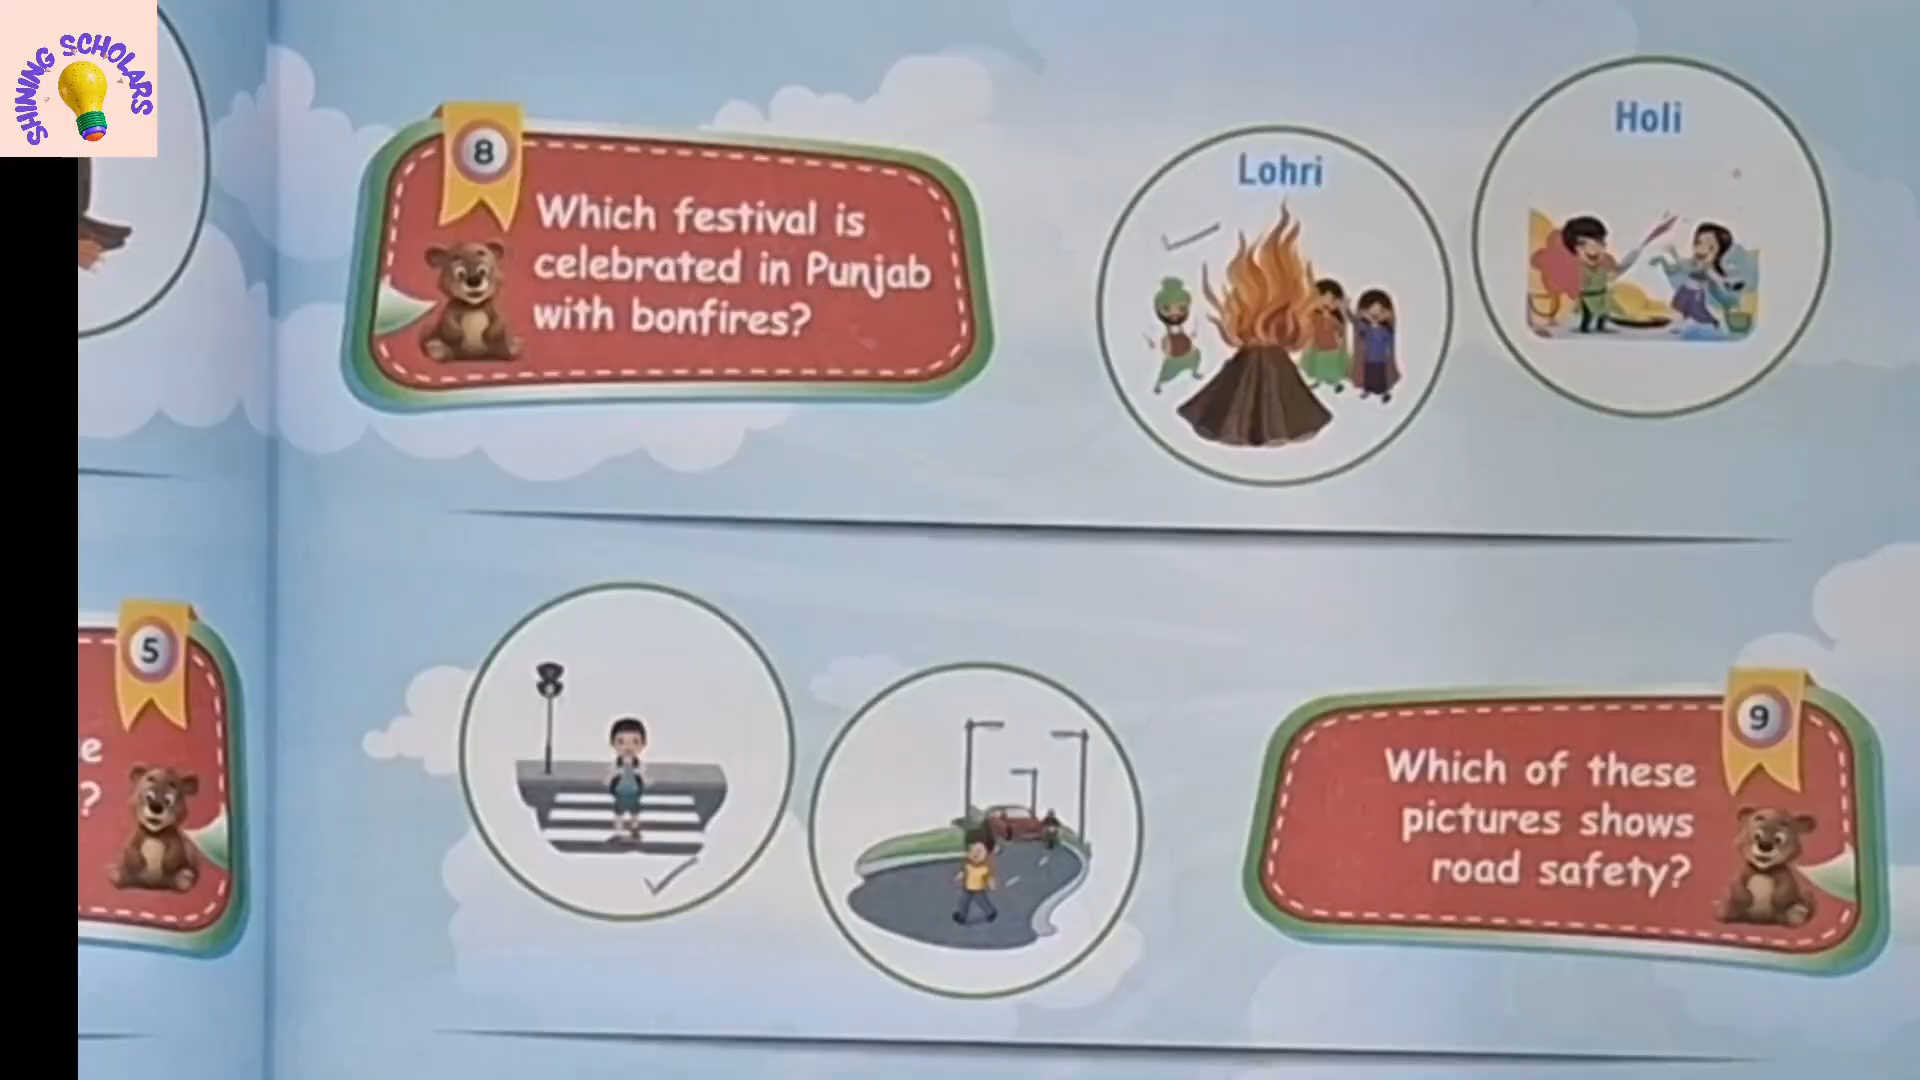 SHINING SCHOLARS
8
Which festival is
celebrated in Punjab
with bonfires?
Lohri
Holi
5
e
?
9
Which of these
pictures shows
road safety?